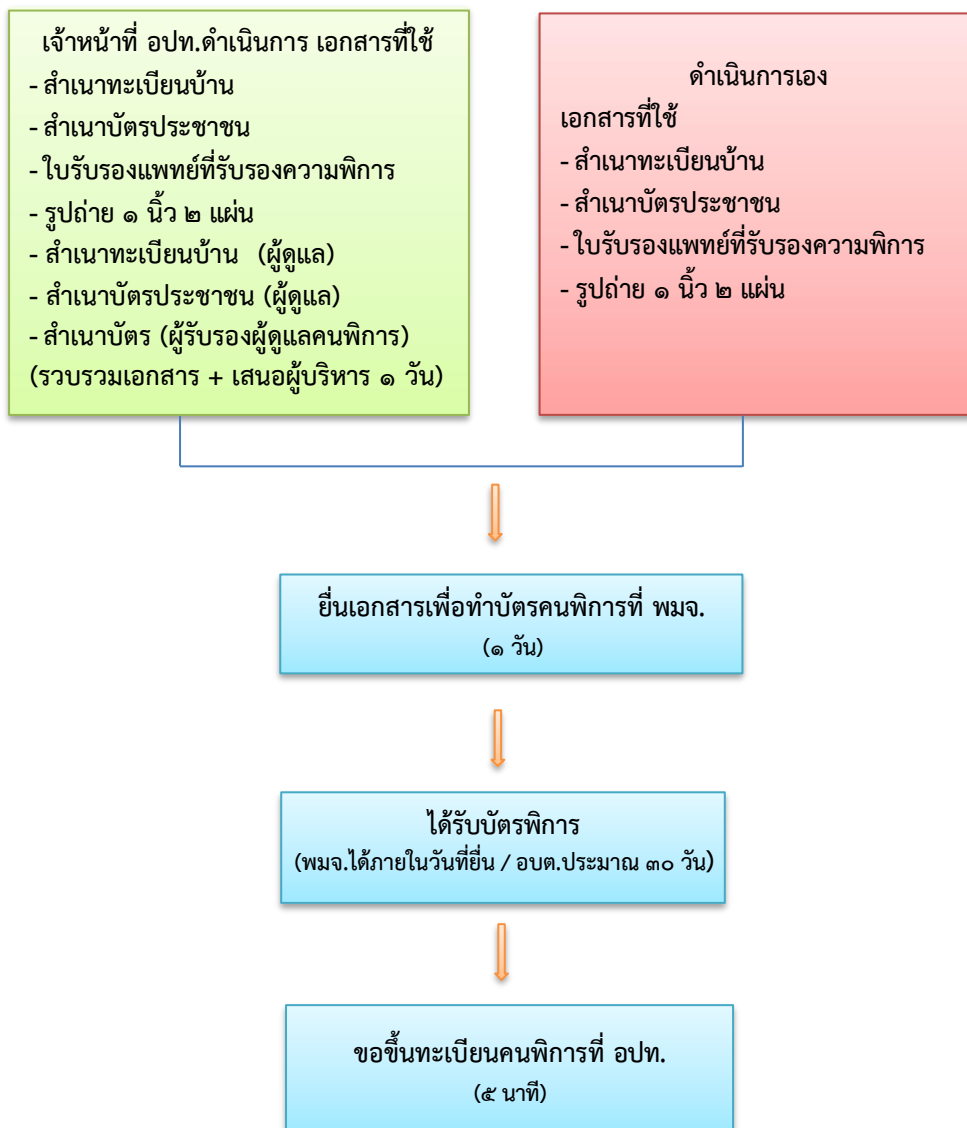 เจ้าหน้าที่ อปท.ดำเนินการ เอกสารที่ใช้
- สำเนาทะเบียนบ้าน
- สำเนาบัตรประชาชน
- ใบรับรองแพทย์ที่รับรองความพิการ
- รูปถ่าย ๑ นิ้ว ๒ แผ่น
- สำเนาทะเบียนบ้าน (ผู้ดูแล)
- สำเนาบัตรประชาชน (ผู้ดูแล)
- สำเนาบัตร (ผู้รับรองผู้ดูแลคนพิการ)
(รวบรวมเอกสาร + เสนอผู้บริหาร ๑ วัน)
ดำเนินการเอง
เอกสารที่ใช้
- สำเนาทะเบียนบ้าน
- สำเนาบัตรประชาชน
- ใบรับรองแพทย์ที่รับรองความพิการ
- รูปถ่าย ๑ นิ้ว ๒ แผ่น
ยื่นเอกสารเพื่อทำบัตรคนพิการที่ พมจ.
(๑ วัน)
ได้รับบัตรพิการ
(พมจ.ได้ภายในวันที่ยื่น / อบต.ประมาณ ๓๐ วัน)
ขอขึ้นทะเบียนคนพิการที่ อปท.
(๕ นาที)